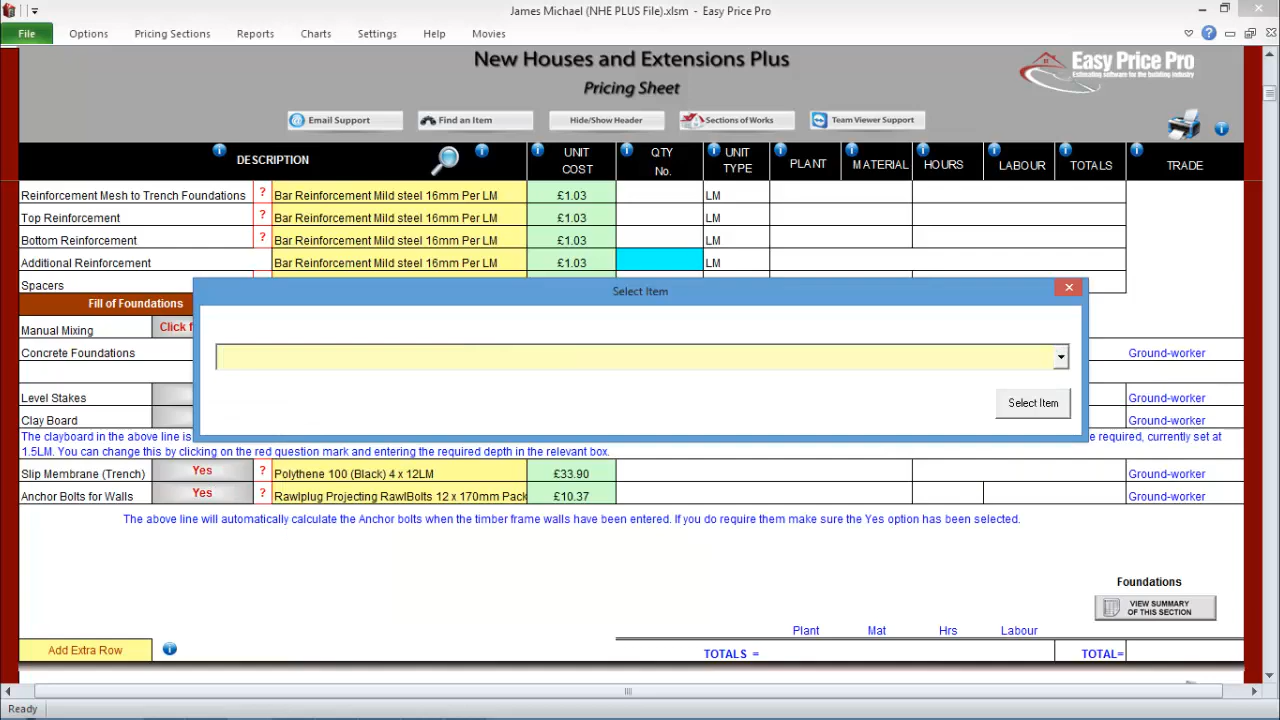 James Michael (NHE PLUS File).xlsm - Easy Price Pro
File Options Pricing Sections Reports Charts Settings Help Movies
New Houses and Extensions Plus
Pricing Sheet
Easy Price Pro
Estimating software for the building industry
Email Support Find an Item Hide/Show Header Sections of Works Team Viewer Support
DESCRIPTION UNIT COST QTY No. UNIT TYPE PLANT MATERIAL HOURS LABOUR TOTALS TRADE
Reinforcement Mesh to Trench Foundations ? Bar Reinforcement Mild steel 16mm Per LM £1.03 LM
Top Reinforcement ? Bar Reinforcement Mild steel 16mm Per LM £1.03 LM
Bottom Reinforcement ? Bar Reinforcement Mild steel 16mm Per LM £1.03 LM
Additional Reinforcement Bar Reinforcement Mild steel 16mm Per LM £1.03 LM
Spacers
Select Item
Fill of Foundations
Manual Mixing Click f
Concrete Foundations Ground-worker
Level Stakes Ground-worker
Select Item
Clay Board Ground-worker
The clayboard in the above line is e required, currently set at
1.5LM. You can change this by clicking on the red question mark and entering the required depth in the relevant box.
Slip Membrane (Trench) Yes ? Polythene 100 (Black) 4 x 12LM £33.90 Ground-worker
Anchor Bolts for Walls Yes ? Rawlplug Projecting RawlBolts 12 x 170mm Pack £10.37 Ground-worker
The above line will automatically calculate the Anchor bolts when the timber frame walls have been entered. If you do require them make sure the Yes option has been selected.
Foundations
VIEW SUMMARY
OF THIS SECTION
Plant Mat Hrs Labour
Add Extra Row TOTALS = TOTAL=
Ready